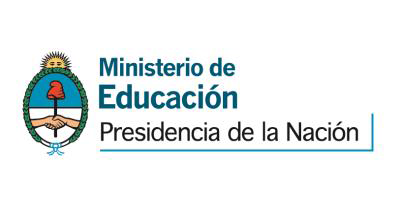 Ministerio de
Educación
Presidencia de la Nación